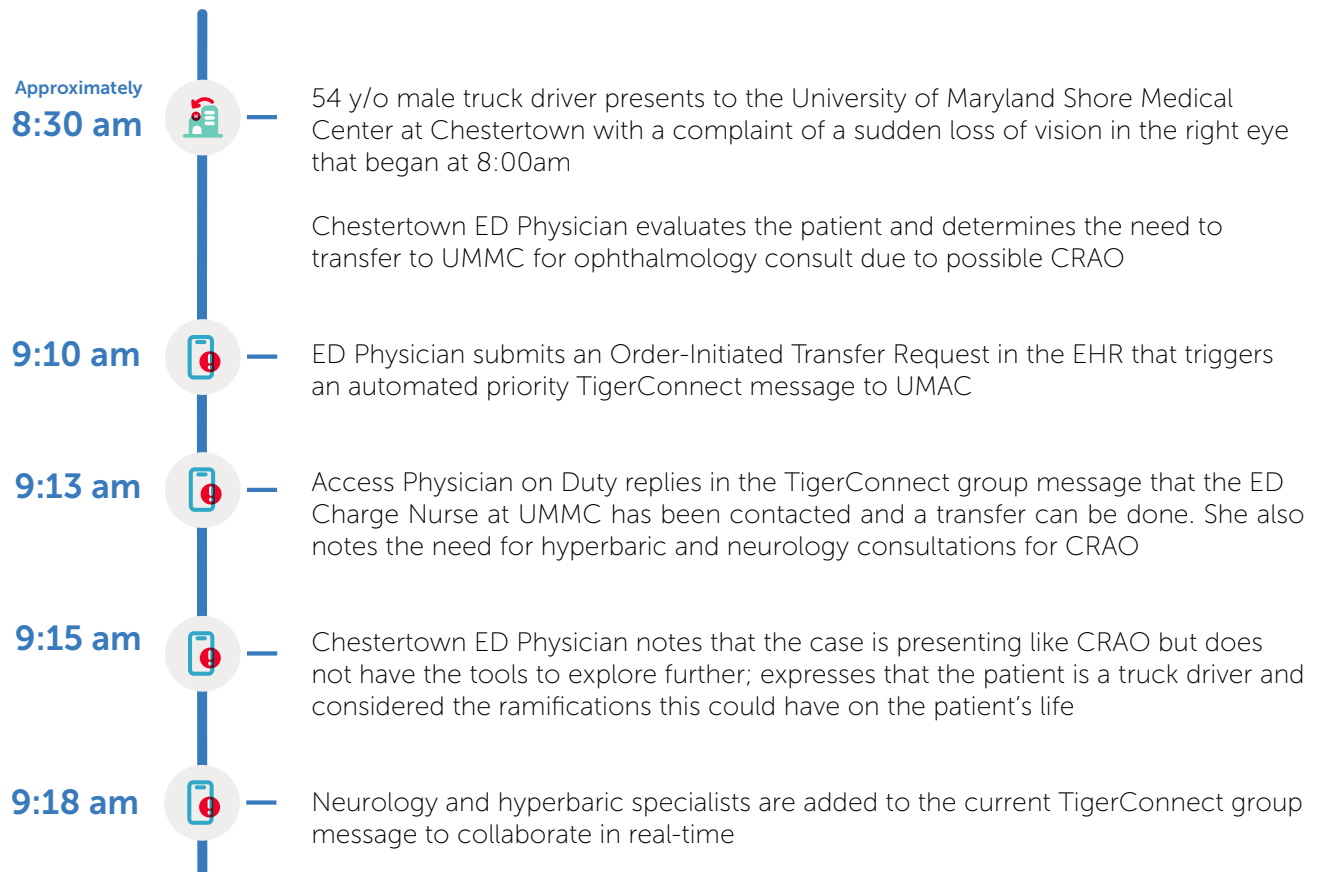 Approximately
8:30 am
54 y/o male truck driver presents to the University of Maryland Shore Medical
Center at Chestertown with a complaint of a sudden loss of vision in the right eye
that began at 8:00am
Chestertown ED Physician evaluates the patient and determines the need to
transfer to UMMC for ophthalmology consult due to possible CRAO
9:10 am
ED Physician submits an Order-Initiated Transfer Request in the EHR that triggers
an automated priority TigerConnect message to UMAC
9:13 am
Access Physician on Duty replies in the TigerConnect group message that the ED
Charge Nurse at UMMC has been contacted and a transfer can be done. She also
notes the need for hyperbaric and neurology consultations for CRAO
9:15 am
Chestertown ED Physician notes that the case is presenting like CRAO but does
not have the tools to explore further; expresses that the patient is a truck driver and
considered the ramifications this could have on the patient's life
9:18 am
Neurology and hyperbaric specialists are added to the current TigerConnect group
message to collaborate in real-time